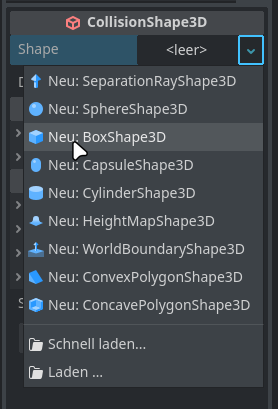 CollisionShape3D
Shape <leer>
Neu: SeparationRayShape3D
Neu: SphereShape3D
Neu: BoxShape3D
Neu: CapsuleShape3D
Neu: CylinderShape3D
Neu: HeightMapShape3D
Neu: WorldBoundaryShape3D
Neu: ConvexPolygonShape3D
Neu: ConcavePolygonShape3D
Schnell laden...
Laden ...